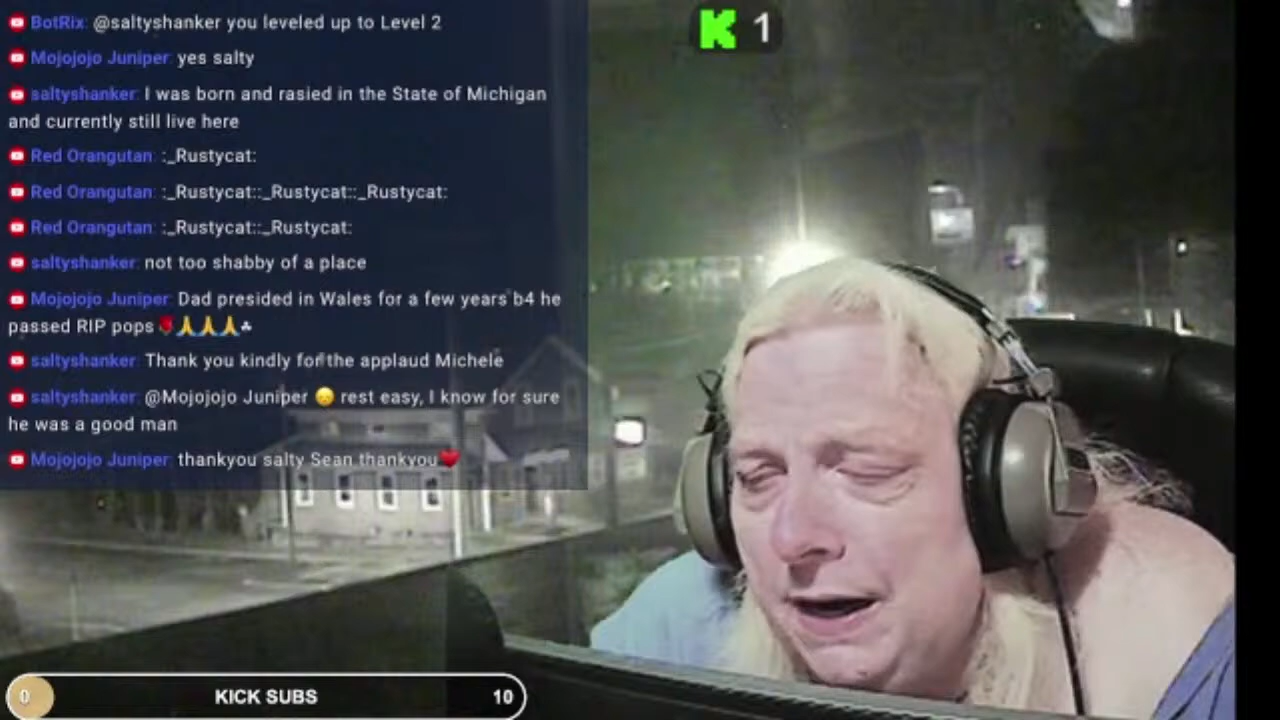 BotRix: @saltyshanker you leveled up to Level 2
Mojojojo Juniper: yes salty
saltyshanker: I was born and rasied in the State of Michigan
and currently still live here
Red Orangutan: :_Rustycat:
Red Orangutan: :_Rustycat::_Rustycat::_Rustycat:
Red Orangutan: :_Rustycat::_Rustycat:
saltyshanker: not too shabby of a place
Mojojojo Juniper: Dad presided in Wales for a few years b4 he
passed RIP pops🌹🙏🙏🙏☘
saltyshanker: Thank you kindly for the applaud Michele
saltyshanker: @Mojojojo Juniper 😞 rest easy, I know for sure
he was a good man
Mojojojo Juniper: thankyou salty Sean thankyou❤️
K 1
0 KICK SUBS 10